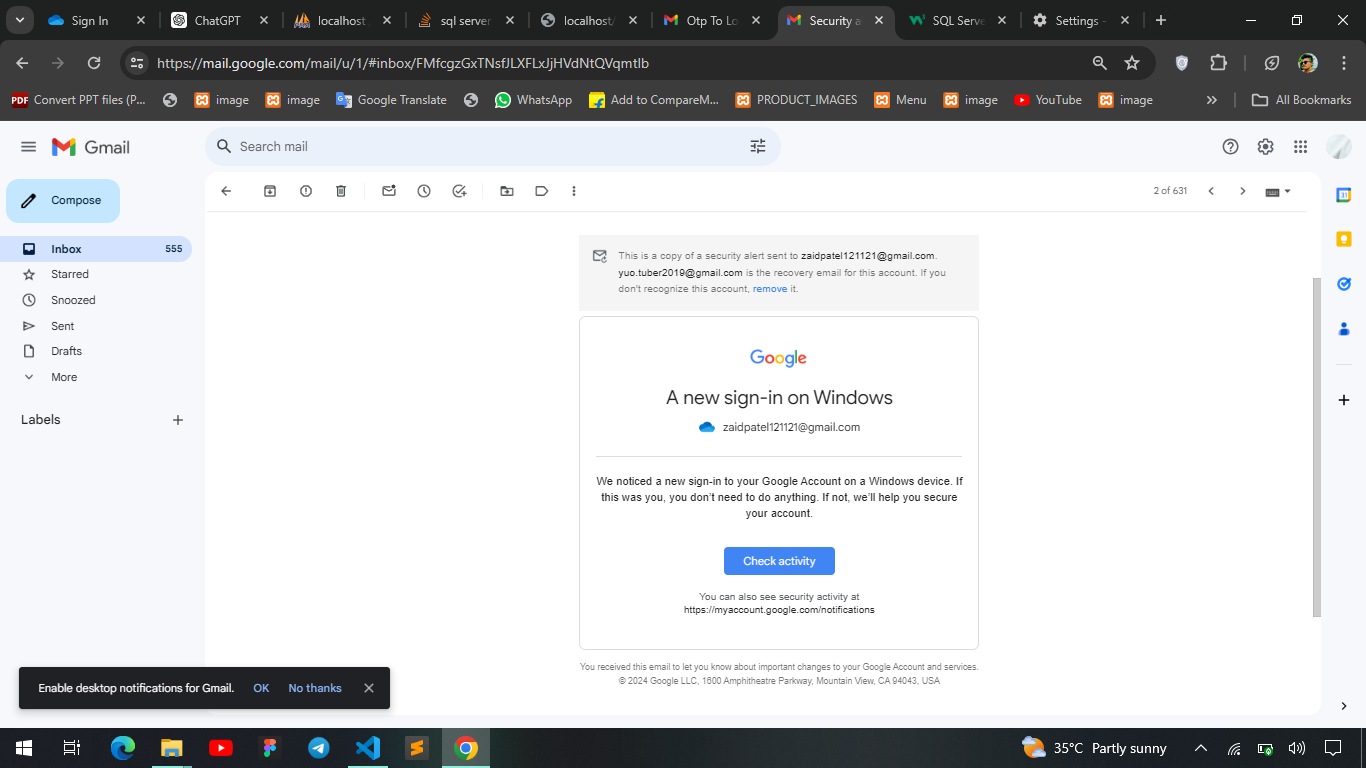 Sign In
ChatGPT
localhost
sql server
localhost/
Otp To Lo
Security a
SQL Serve
Settings -
https://mail.google.com/mail/u/1/#inbox/FMfcgzGxTNsfJLXFLxJjHVdNtQVqmtlb
PDF Convert PPT files (P...
image
image
Google Translate
WhatsApp
Add to CompareM...
PRODUCT_IMAGES
Menu
image
YouTube
image
All Bookmarks
Gmail
Search mail
Compose
2 of 631
Inbox 555
Starred
Snoozed
Sent
Drafts
More
Labels
This is a copy of a security alert sent to zaidpatel121121@gmail.com.
yuo.tuber2019@gmail.com is the recovery email for this account. If you
don't recognize this account, remove it.
Google
A new sign-in on Windows
zaidpatel121121@gmail.com
We noticed a new sign-in to your Google Account on a Windows device. If
this was you, you don't need to do anything. If not, we'll help you secure
your account.
Check activity
You can also see security activity at
https://myaccount.google.com/notifications
You received this email to let you know about important changes to your Google Account and services.
© 2024 Google LLC, 1600 Amphitheatre Parkway, Mountain View, CA 94043, USA
Enable desktop notifications for Gmail. OK No thanks
35°C Partly sunny